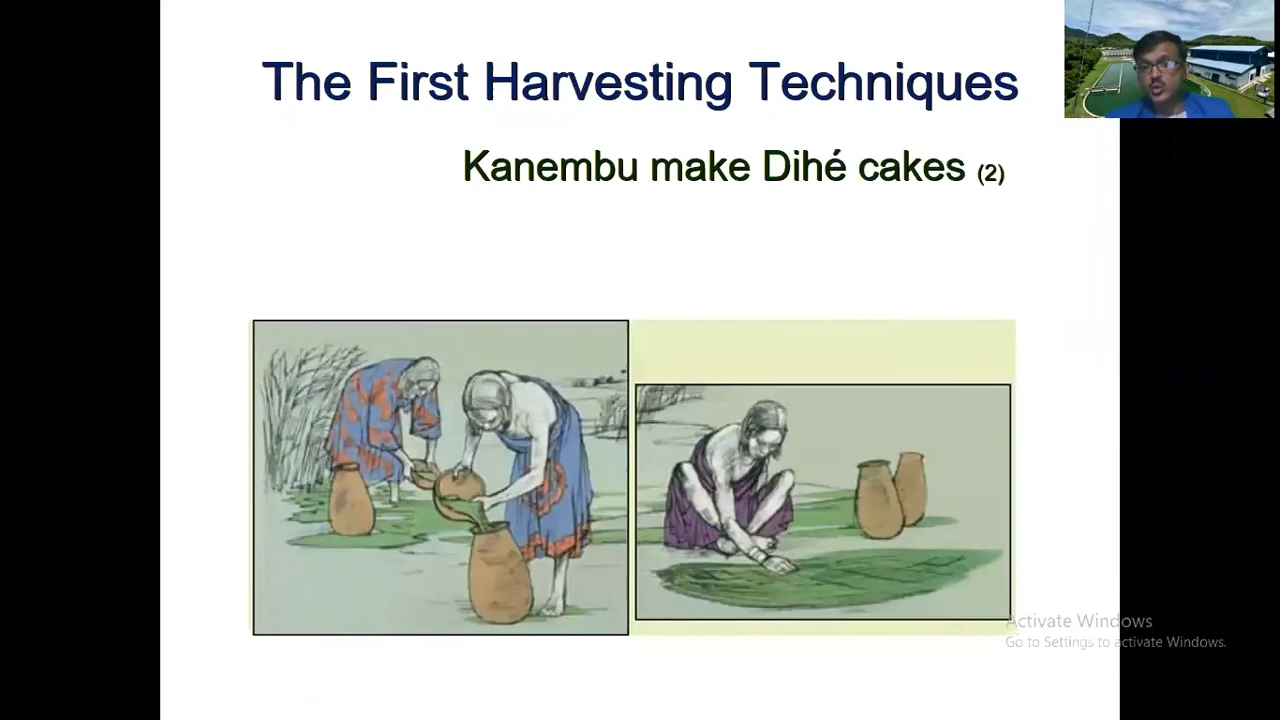 The First Harvesting Techniques
Kanembu make Dihé cakes (2)
Activate Windows
Go to Settings to activate Windows.